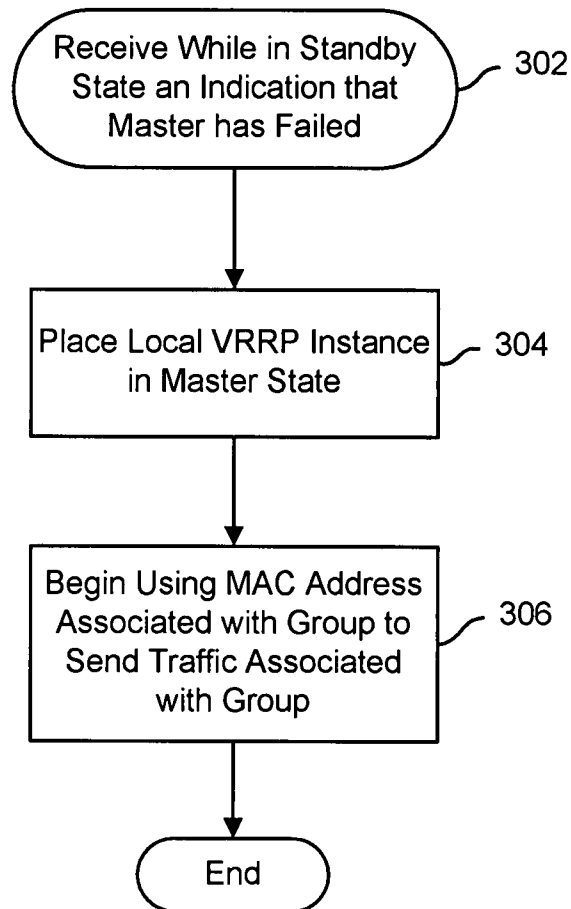 Receive While in Standby
State an Indication that
Master has Failed
302
Place Local VRRP Instance
in Master State
304
Begin Using MAC Address
Associated with Group to
Send Traffic Associated
with Group
306
End